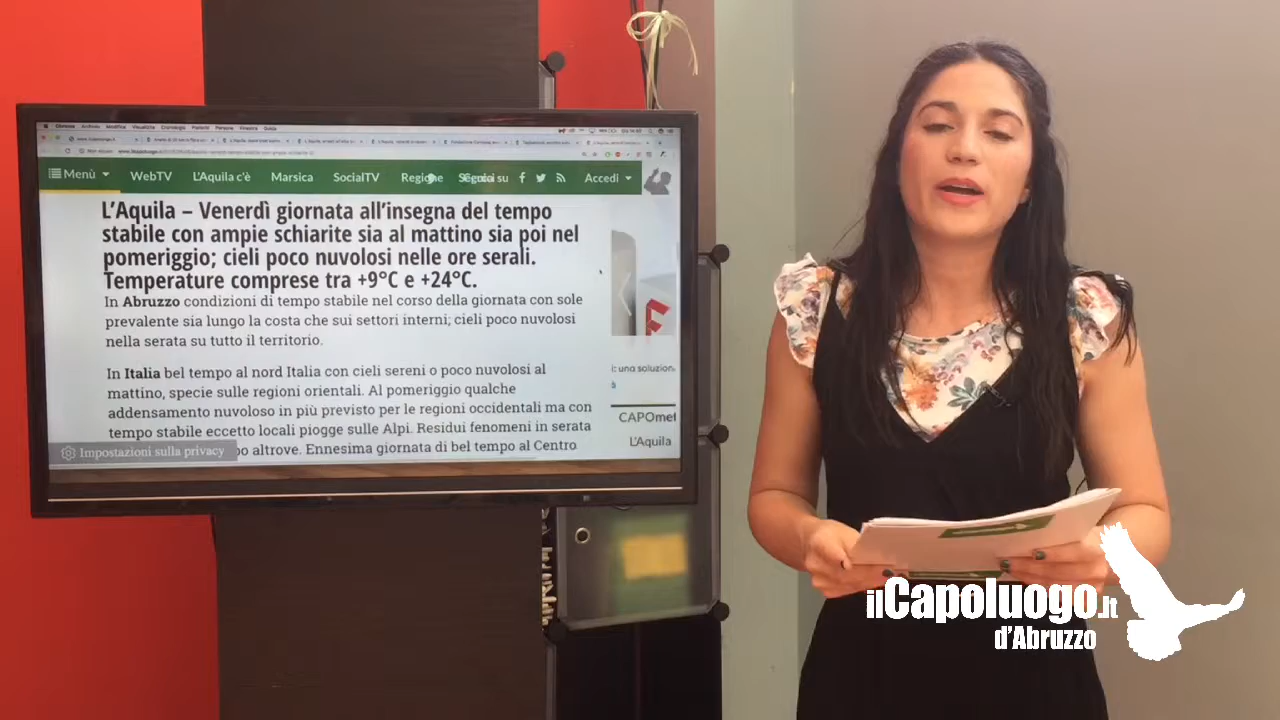 Menù WebTV L'Aquila c'è Marsica SocialTV Regione Seguici su Accedi
L'Aquila – Venerdì giornata all'insegna del tempo
stabile con ampie schiarite sia al mattino sia poi nel
pomeriggio; cieli poco nuvolosi nelle ore serali.
Temperature comprese tra +9°C e +24°C.
In Abruzzo condizioni di tempo stabile nel corso della giornata con sole
prevalente sia lungo la costa che sui settori interni; cieli poco nuvolosi
nella serata su tutto il territorio.
In Italia bel tempo al nord Italia con cieli sereni o poco nuvolosi al
mattino, specie sulle regioni orientali. Al pomeriggio qualche
addensamento nuvoloso in più previsto per le regioni occidentali ma con
tempo stabile eccetto locali piogge sulle Alpi. Residui fenomeni in serata
po altrove. Ennesima giornata di bel tempo al Centro
Impostazioni sulla privacy
F
: una soluzion
CAPOmet
L'Aquila
ilCapoluogo.it
d'Abruzzo